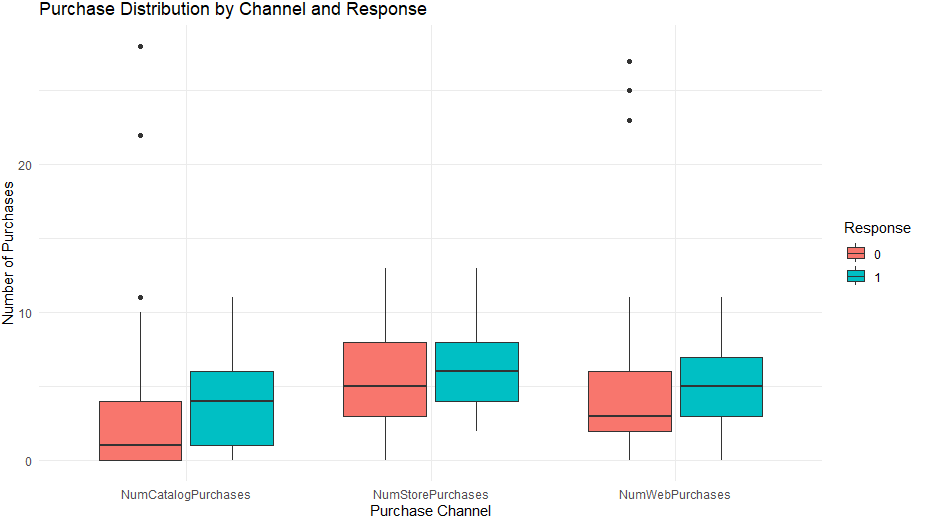 Purchase Distribution by Channel and Response
Number of Purchases
20
10
0
NumCatalogPurchases
NumStorePurchases
NumWebPurchases
Purchase Channel
Response
0
1